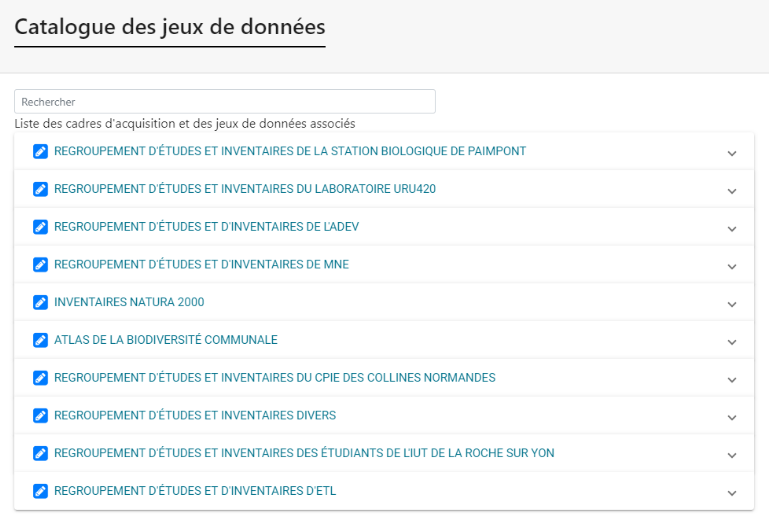 Catalogue des jeux de données
Rechercher
Liste des cadres d'acquisition et des jeux de données associés
REGROUPEMENT D'ÉTUDES ET INVENTAIRES DE LA STATION BIOLOGIQUE DE PAIMPONT
REGROUPEMENT D'ÉTUDES ET INVENTAIRES DU LABORATOIRE URU420
REGROUPEMENT D'ÉTUDES ET D'INVENTAIRES DE L'ADEV
REGROUPEMENT D'ÉTUDES ET D'INVENTAIRES DE MNE
INVENTAIRES NATURA 2000
ATLAS DE LA BIODIVERSITÉ COMMUNALE
REGROUPEMENT D'ÉTUDES ET INVENTAIRES DU CPIE DES COLLINES NORMANDES
REGROUPEMENT D'ÉTUDES ET INVENTAIRES DIVERS
REGROUPEMENT D'ÉTUDES ET INVENTAIRES DES ÉTUDIANTS DE L'IUT DE LA ROCHE SUR YON
REGROUPEMENT D'ÉTUDES ET D'INVENTAIRES D'ETL